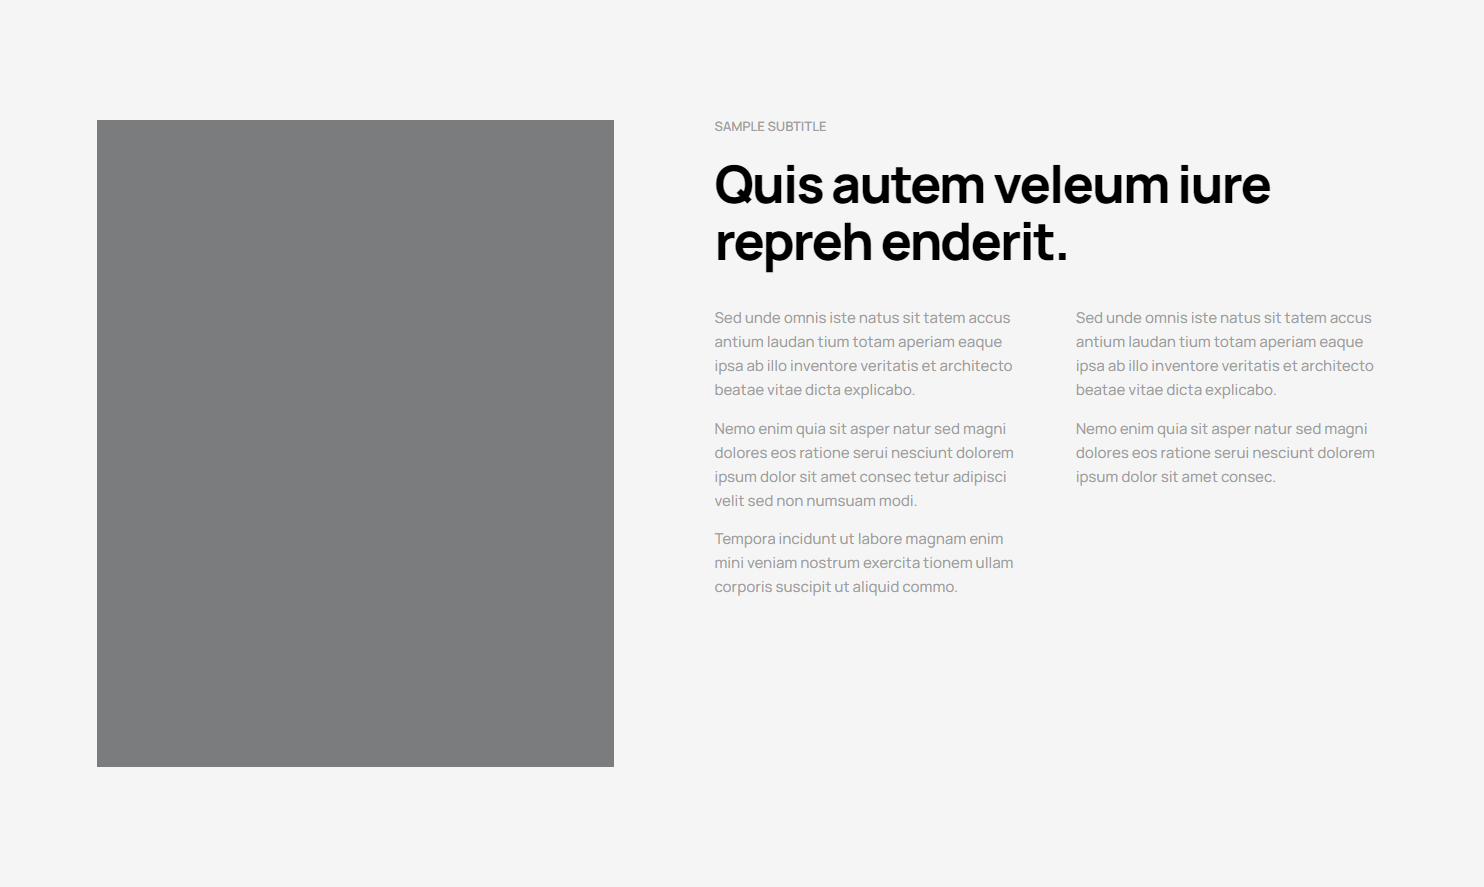 SAMPLE SUBTITLE
Quis autem veleum iure
repreh enderit.
Sed unde omnis iste natus sit tatem accus
antium laudan tium totam aperiam eaque
ipsa ab illo inventore veritatis et architecto
beatae vitae dicta explicabo.
Nemo enim quia sit asper natur sed magni
dolores eos ratione serui nesciunt dolorem
ipsum dolor sit amet consec tetur adipisci
velit sed non numsuam modi.
Tempora incidunt ut labore magnam enim
mini veniam nostrum exercita tionem ullam
corporis suscipit ut aliquid commo.
Sed unde omnis iste natus sit tatem accus
antium laudan tium totam aperiam eaque
ipsa ab illo inventore veritatis et architecto
beatae vitae dicta explicabo.
Nemo enim quia sit asper natur sed magni
dolores eos ratione serui nesciunt dolorem
ipsum dolor sit amet consec.